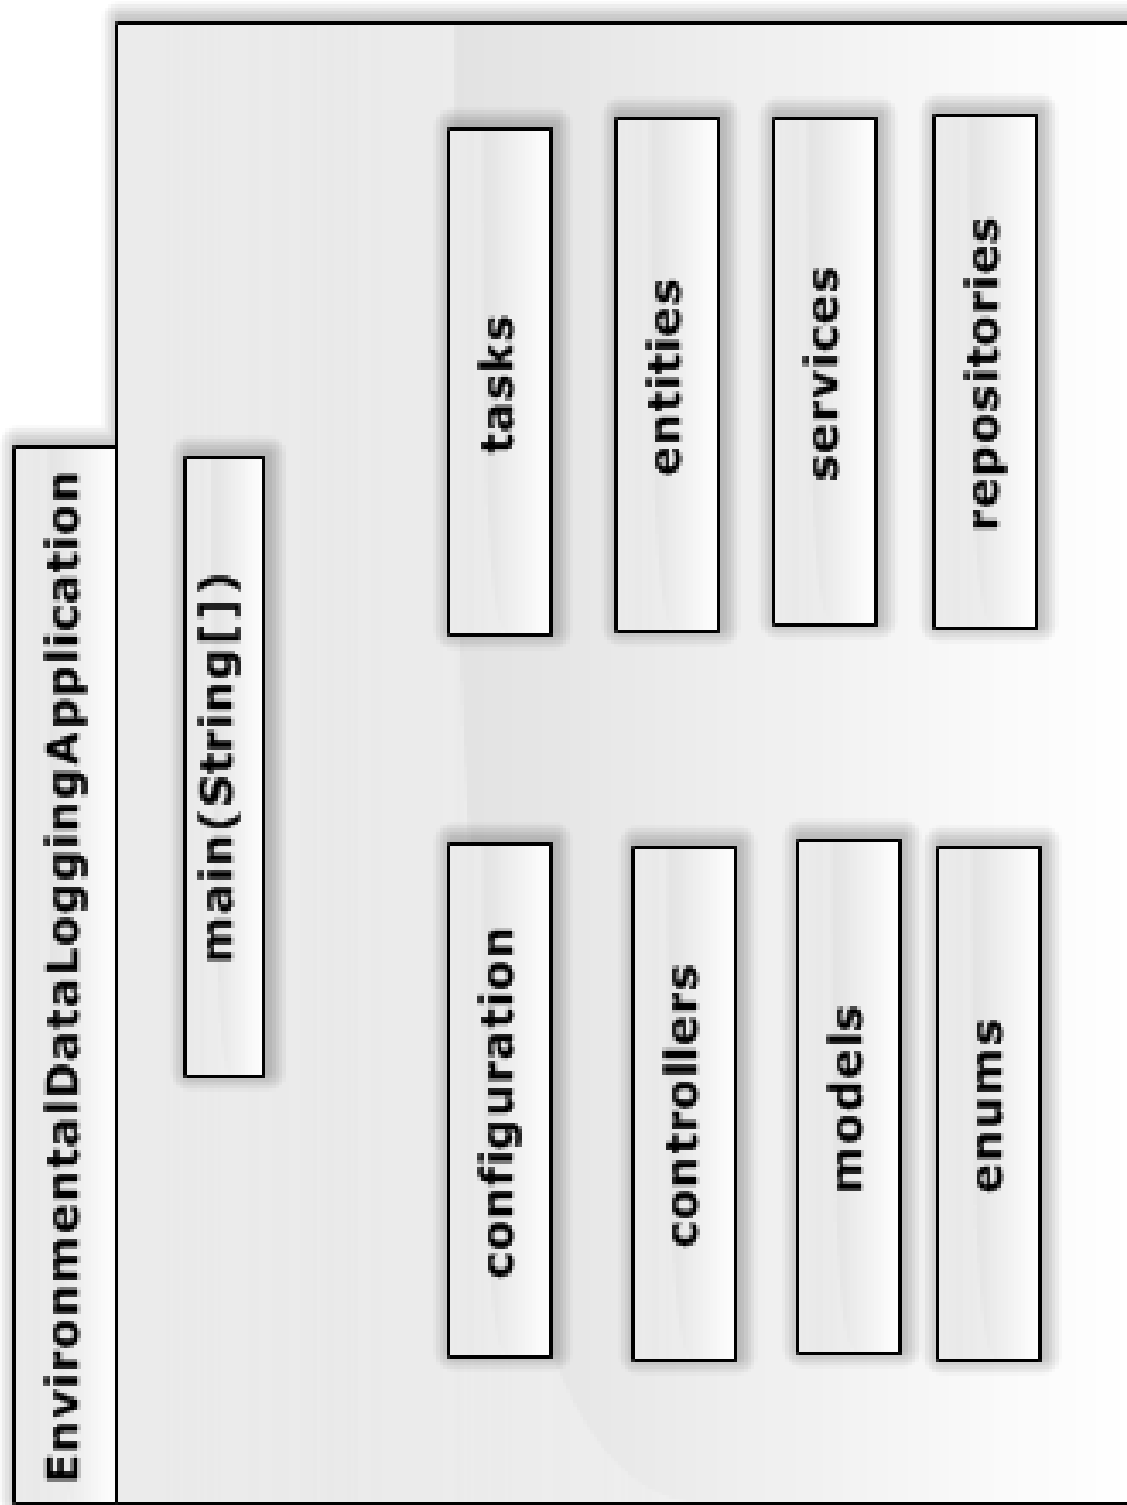 EnvironmentalDataLoggingApplication
main(String[])
configuration
tasks
controllers
entities
models
services
enums
repositories